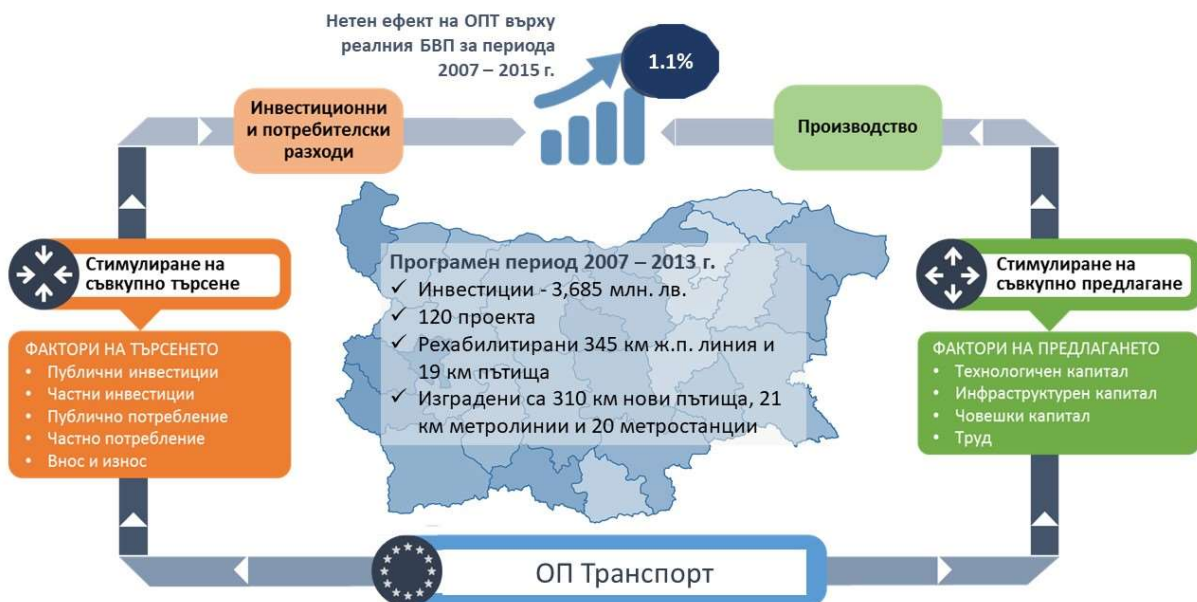 Нетен ефект на ОПТ върху
реалния БВП за периода
2007 – 2015 г.
1.1%
Инвестиционни
и потребителски
разходи
Производство
Стимулиране на
съвкупно търсене
ФАКТОРИ НА ТЪРСЕНЕТО
• Публични инвестиции
• Частни инвестиции
• Публично потребление
• Частно потребление
• Внос и износ
Програмен период 2007 – 2013 г.
✓ Инвестиции - 3,685 млн. лв.
✓ 120 проекта
✓ Рехабилитирани 345 км ж.п. линия и
19 км пътища
✓ Изградени са 310 км нови пътища, 21
км метролинии и 20 метростанции
Стимулиране на
съвкупно предлагане
ФАКТОРИ НА ПРЕДЛАГАНЕТО
• Технологичен капитал
• Инфраструктурен капитал
• Човешки капитал
• Труд
ОП Транспорт